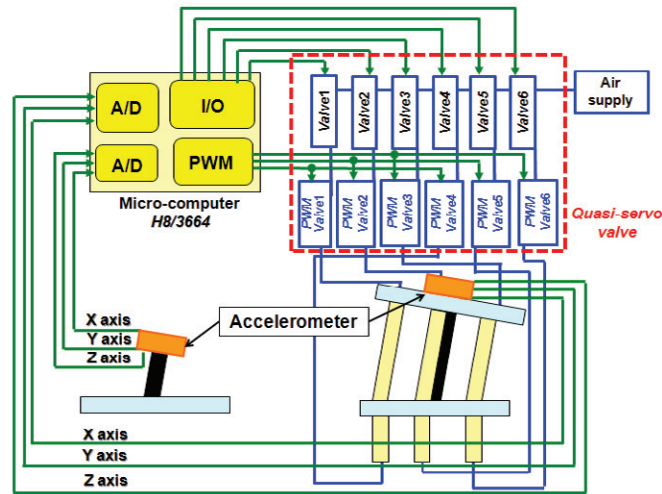 A/D
I/O
A/D
PWM
Micro-computer
H8/3664
Valve1
Valve2
Valve3
Valve4
Valve5
Valve6
Air
supply
PWM
Valve1
PWM
Valve2
PWM
Valve3
PWM
Valve4
PWM
Valve5
PWM
Valve6
Quasi-servo
valve
X axis
Y axis
Z axis
Accelerometer
X axis
Y axis
Z axis